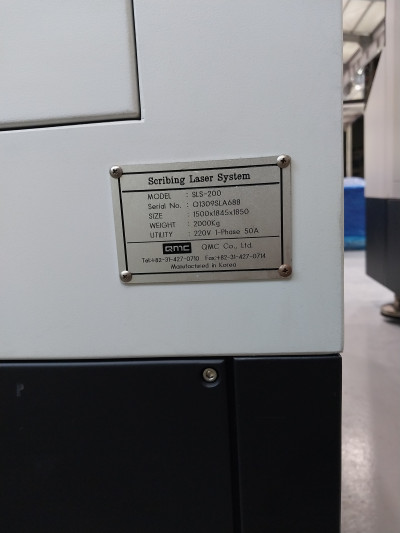 Scribing Laser System
MODEL : SLS-200
Serial No. : Q1309SLA688
SIZE : 1500x1845x1850
WEIGHT : 2000Kg
UTILITY : 220V 1-Phase 50A
QMC QMC Co., Ltd.
Tel:+82-31-427-0710 Fax:+82-31-427-0714
Manufactured in Korea